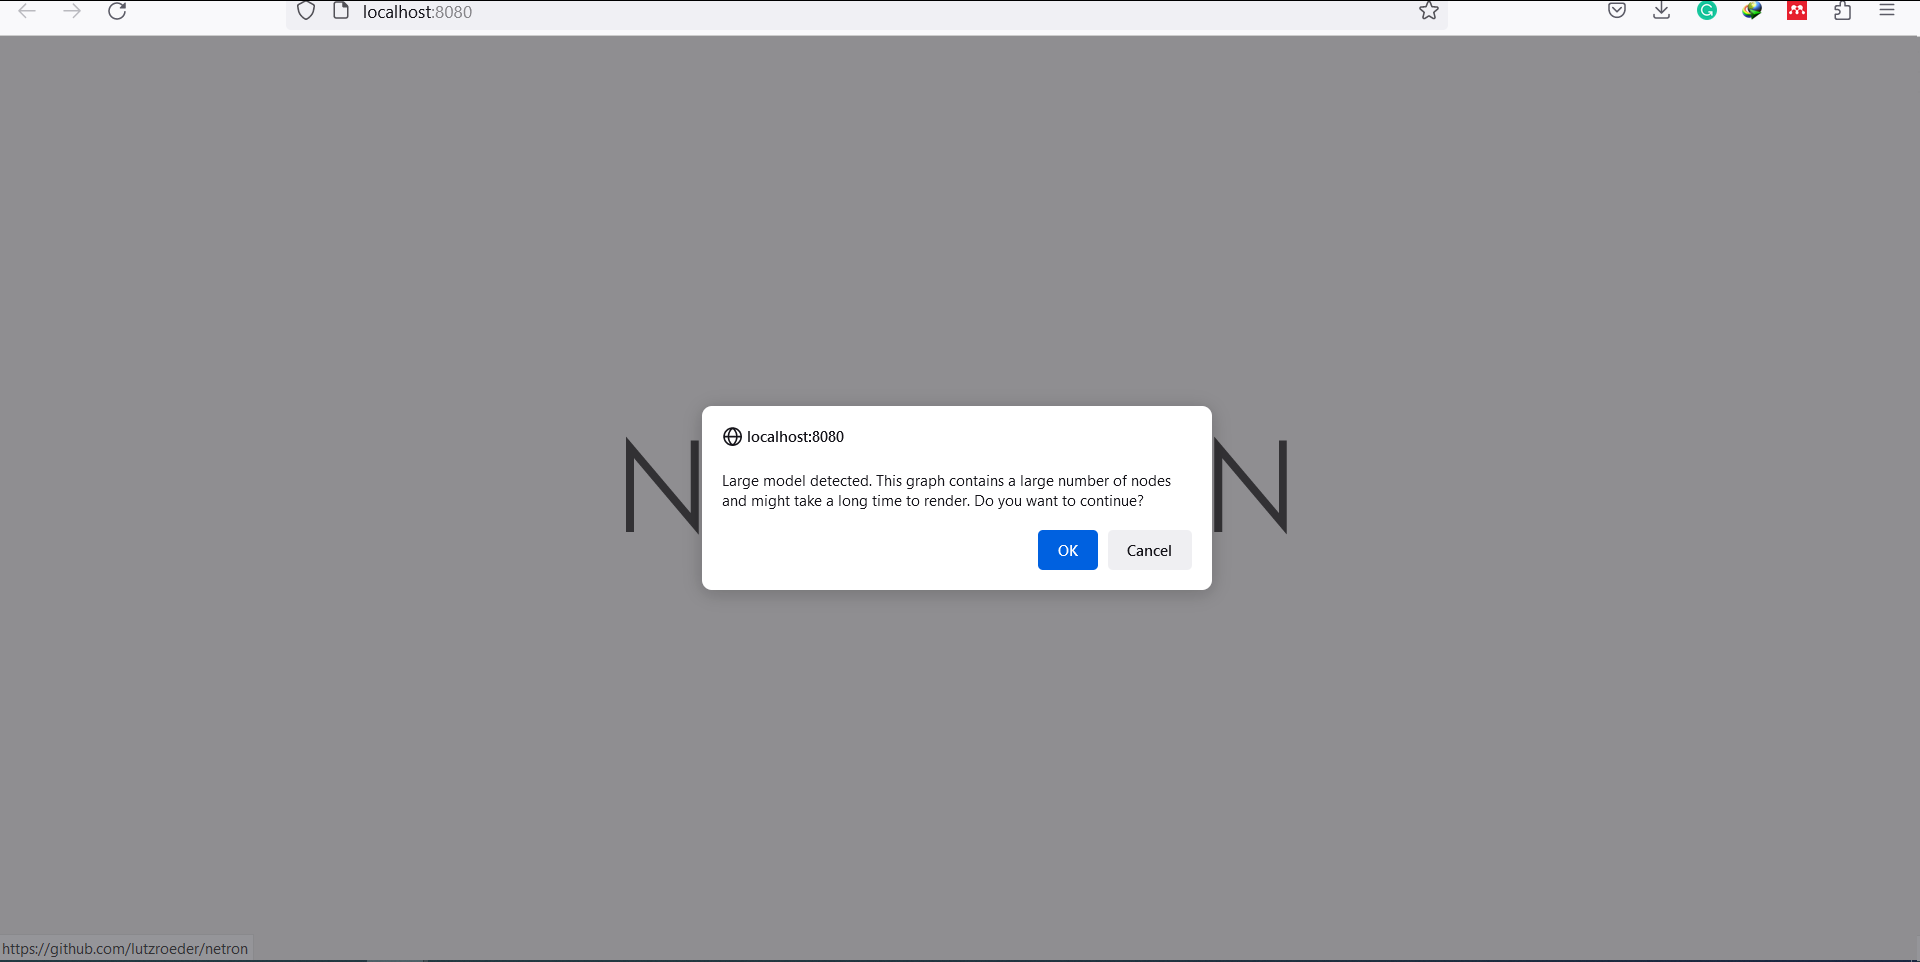 localhost:8080
N
N
localhost:8080
Large model detected. This graph contains a large number of nodes
and might take a long time to render. Do you want to continue?
OK
Cancel
https://github.com/lutzroeder/netron